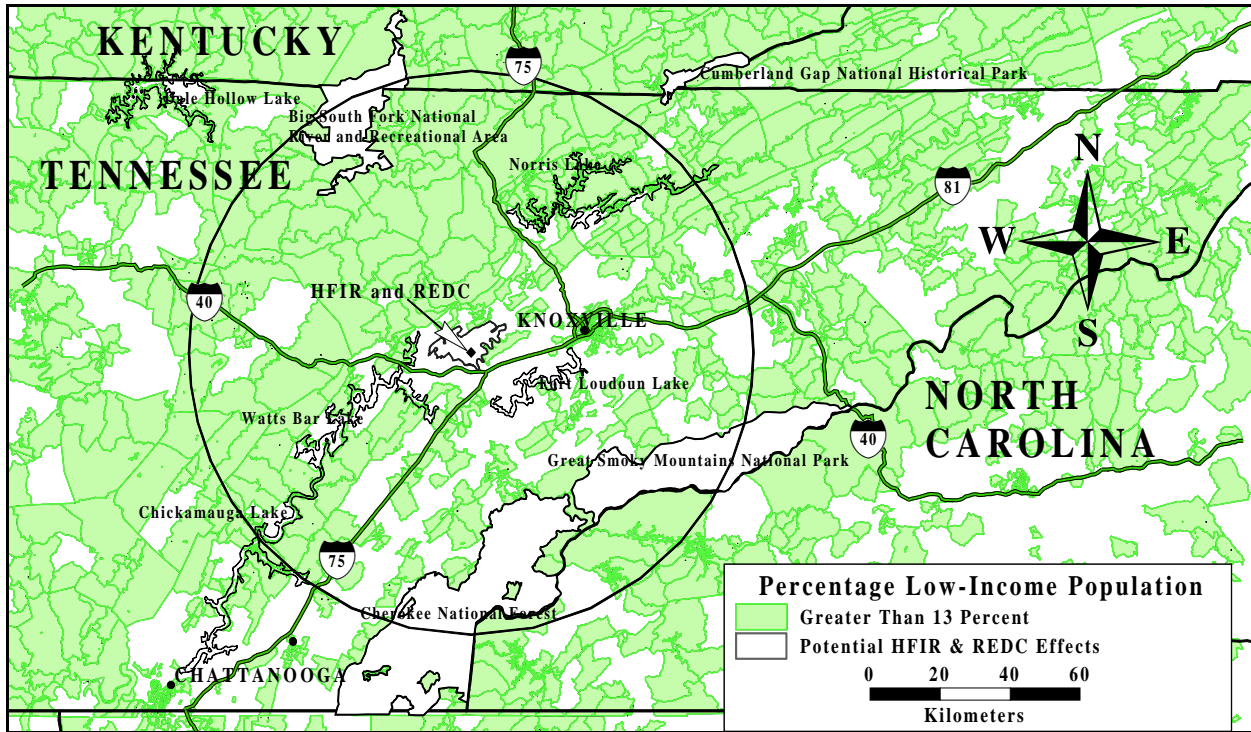 KENTUCKY
75
Cumberland Gap National Historical Park
Dale Hollow Lake
Big South Fork National
River and Recreational Area
TENNESSEE
Norris Lake
81
N
W
E
S
40
HFIR and REDC
KNOXVILLE
Fort Loudoun Lake
Watts Bar Lake
NORTH
CAROLINA
40
Great Smoky Mountains National Park
Chickamauga Lake
75
Cherokee National Forest
CHATTANOOGA
Percentage Low-Income Population
Greater Than 13 Percent
Potential HFIR & REDC Effects
0 20 40 60
Kilometers